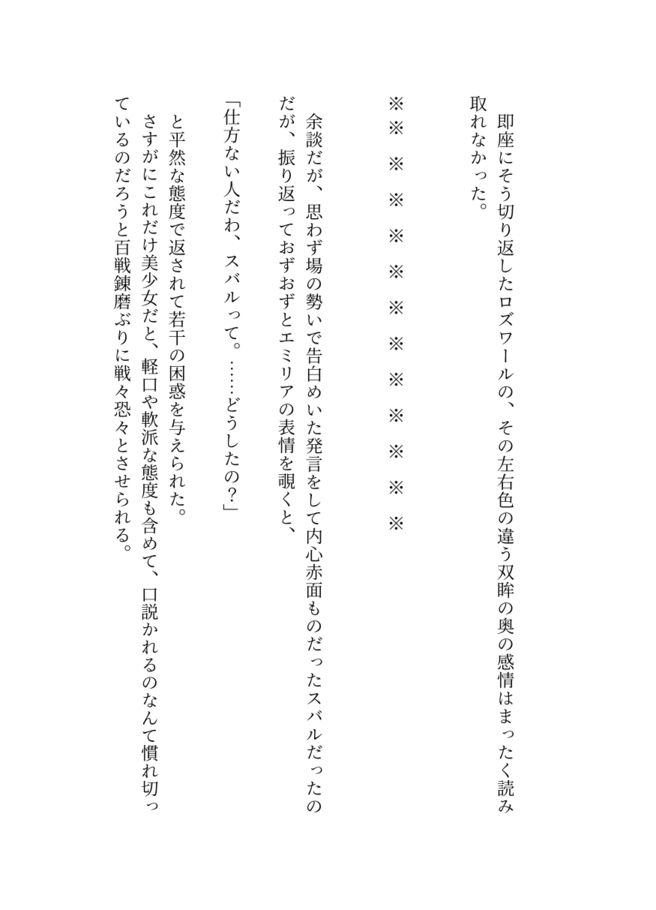 即座にそう切り返したロズワールの、その左右色の違う双眸の奥の感情はまったく読み
取れなかった。
※※　※　※　※　※　※　※　※　※　※　※　※
余談だが、思わず場の勢いで告白めいた発言をして内心赤面ものだったスバルだったの
だが、振り返っておずおずとエミリアの表情を覗くと、
「仕方ない人だわ、スバルって。……どうしたの？」
と平然な態度で返されて若干の困惑を与えられた。
さすがにこれだけ美少女だと、軽口や軟派な態度も含めて、口説かれるのなんて慣れ切っ
ているのだろうと百戦錬磨ぶりに戦々恐々とさせられる。